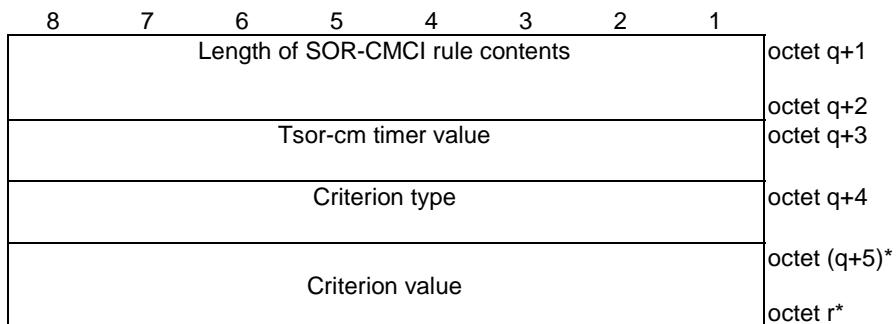 8 7 6 5 4 3 2 1
Length of SOR-CMCI rule contents octet q+1
octet q+2
Tsor-cm timer value octet q+3
Criterion type octet q+4
octet (q+5)*
Criterion value
octet r*